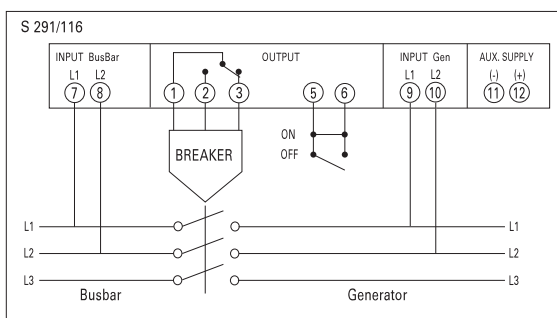 S 291/116
INPUT BusBar OUTPUT INPUT Gen AUX. SUPPLY
L1 L2 L1 L2 (-) (+)
7 8 1 2 3 5 6 9 10 11 12
ON
BREAKER OFF
L1 L1
L2 L2
L3 L3
Busbar Generator